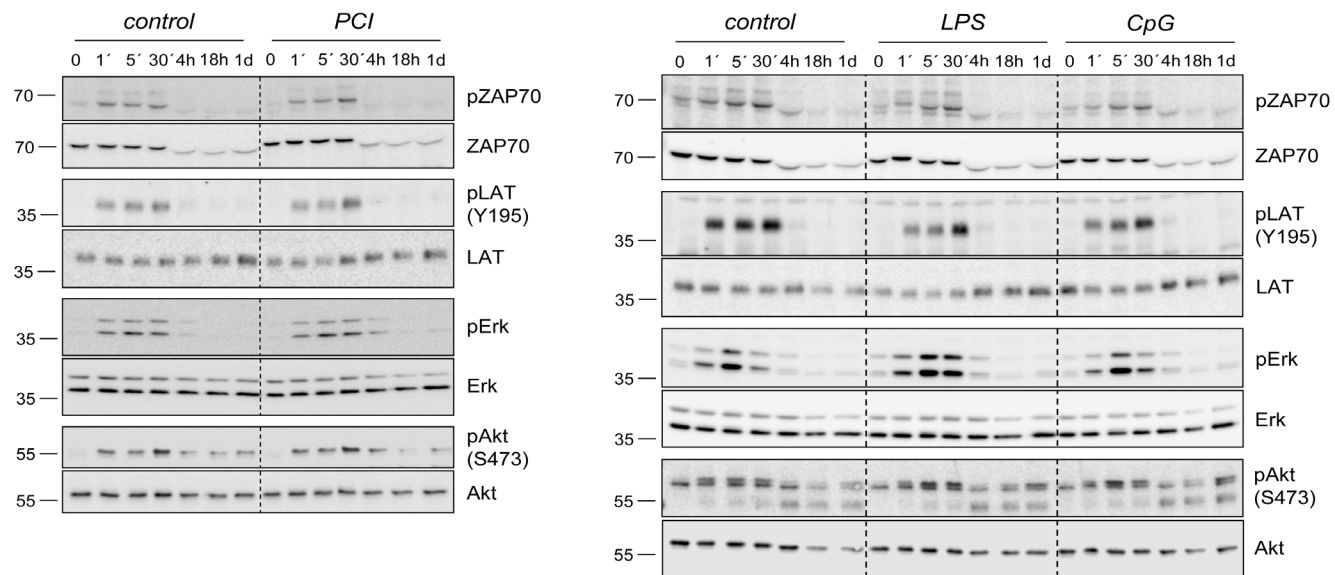 control PCI
0 1´ 5´ 30´ 4h 18h 1d 0 1´ 5´ 30´ 4h 18h 1d
70 pZAP70
70 ZAP70
35 pLAT
(Y195)
35 LAT
35 pErk
35 Erk
55 pAkt
(S473)
55 Akt
control LPS CpG
0 1´ 5´ 30´ 4h 18h 1d 0 1´ 5´ 30´ 4h 18h 1d 0 1´ 5´ 30´ 4h 18h 1d
70 pZAP70
70 ZAP70
35 pLAT
(Y195)
35 LAT
35 pErk
35 Erk
55 pAkt
(S473)
55 Akt